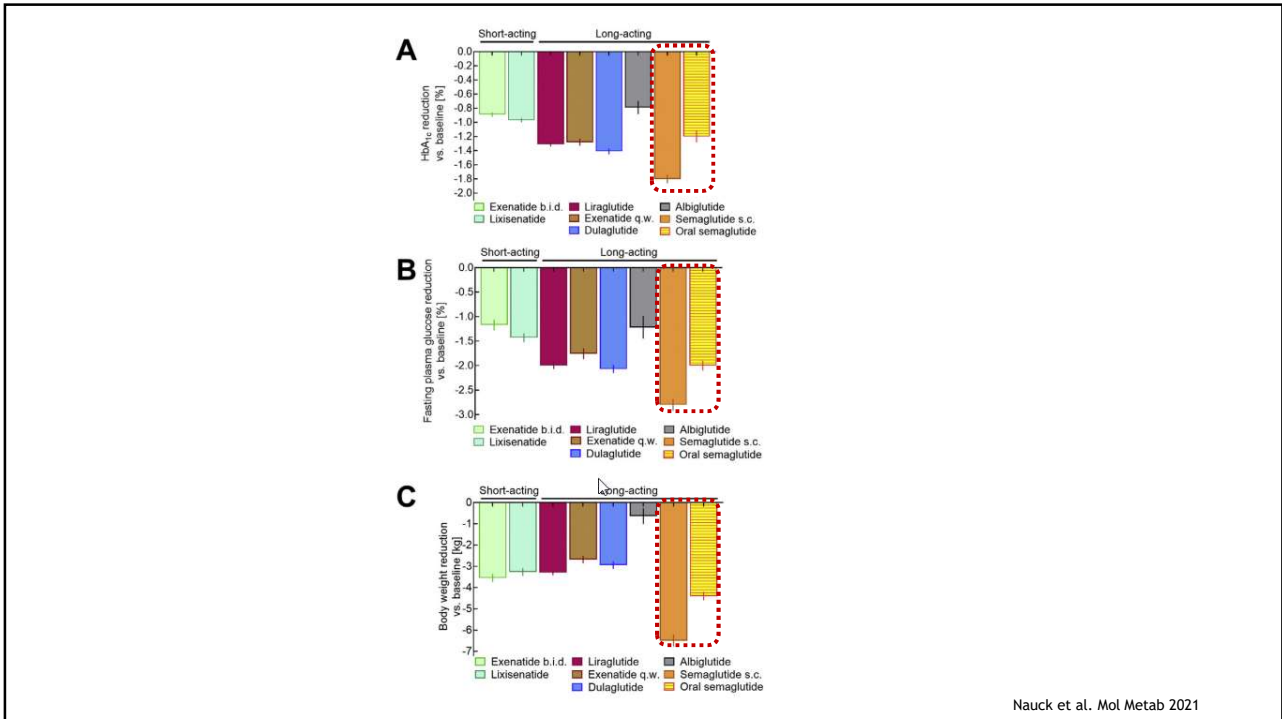 Short-acting Long-acting
A
0.0
-0.2
-0.4
-0.6
-0.8
-1.0
-1.2
-1.4
-1.6
-1.8
-2.0
HbA1c reduction
vs. baseline [%]
Exenatide b.i.d. Liraglutide Albiglutide
Lixisenatide Exenatide q.w. Semaglutide s.c.
Dulaglutide Oral semaglutide
Short-acting Long-acting
B
0.0
-0.5
-1.0
-1.5
-2.0
-2.5
-3.0
Fasting plasma glucose reduction
vs. baseline [%]
Exenatide b.i.d. Liraglutide Albiglutide
Lixisenatide Exenatide q.w. Semaglutide s.c.
Dulaglutide Oral semaglutide
Short-acting Long-acting
C
0
-1
-2
-3
-4
-5
-6
-7
Body weight reduction
vs. baseline [kg]
Exenatide b.i.d. Liraglutide Albiglutide
Lixisenatide Exenatide q.w. Semaglutide s.c.
Dulaglutide Oral semaglutide
Nauck et al. Mol Metab 2021